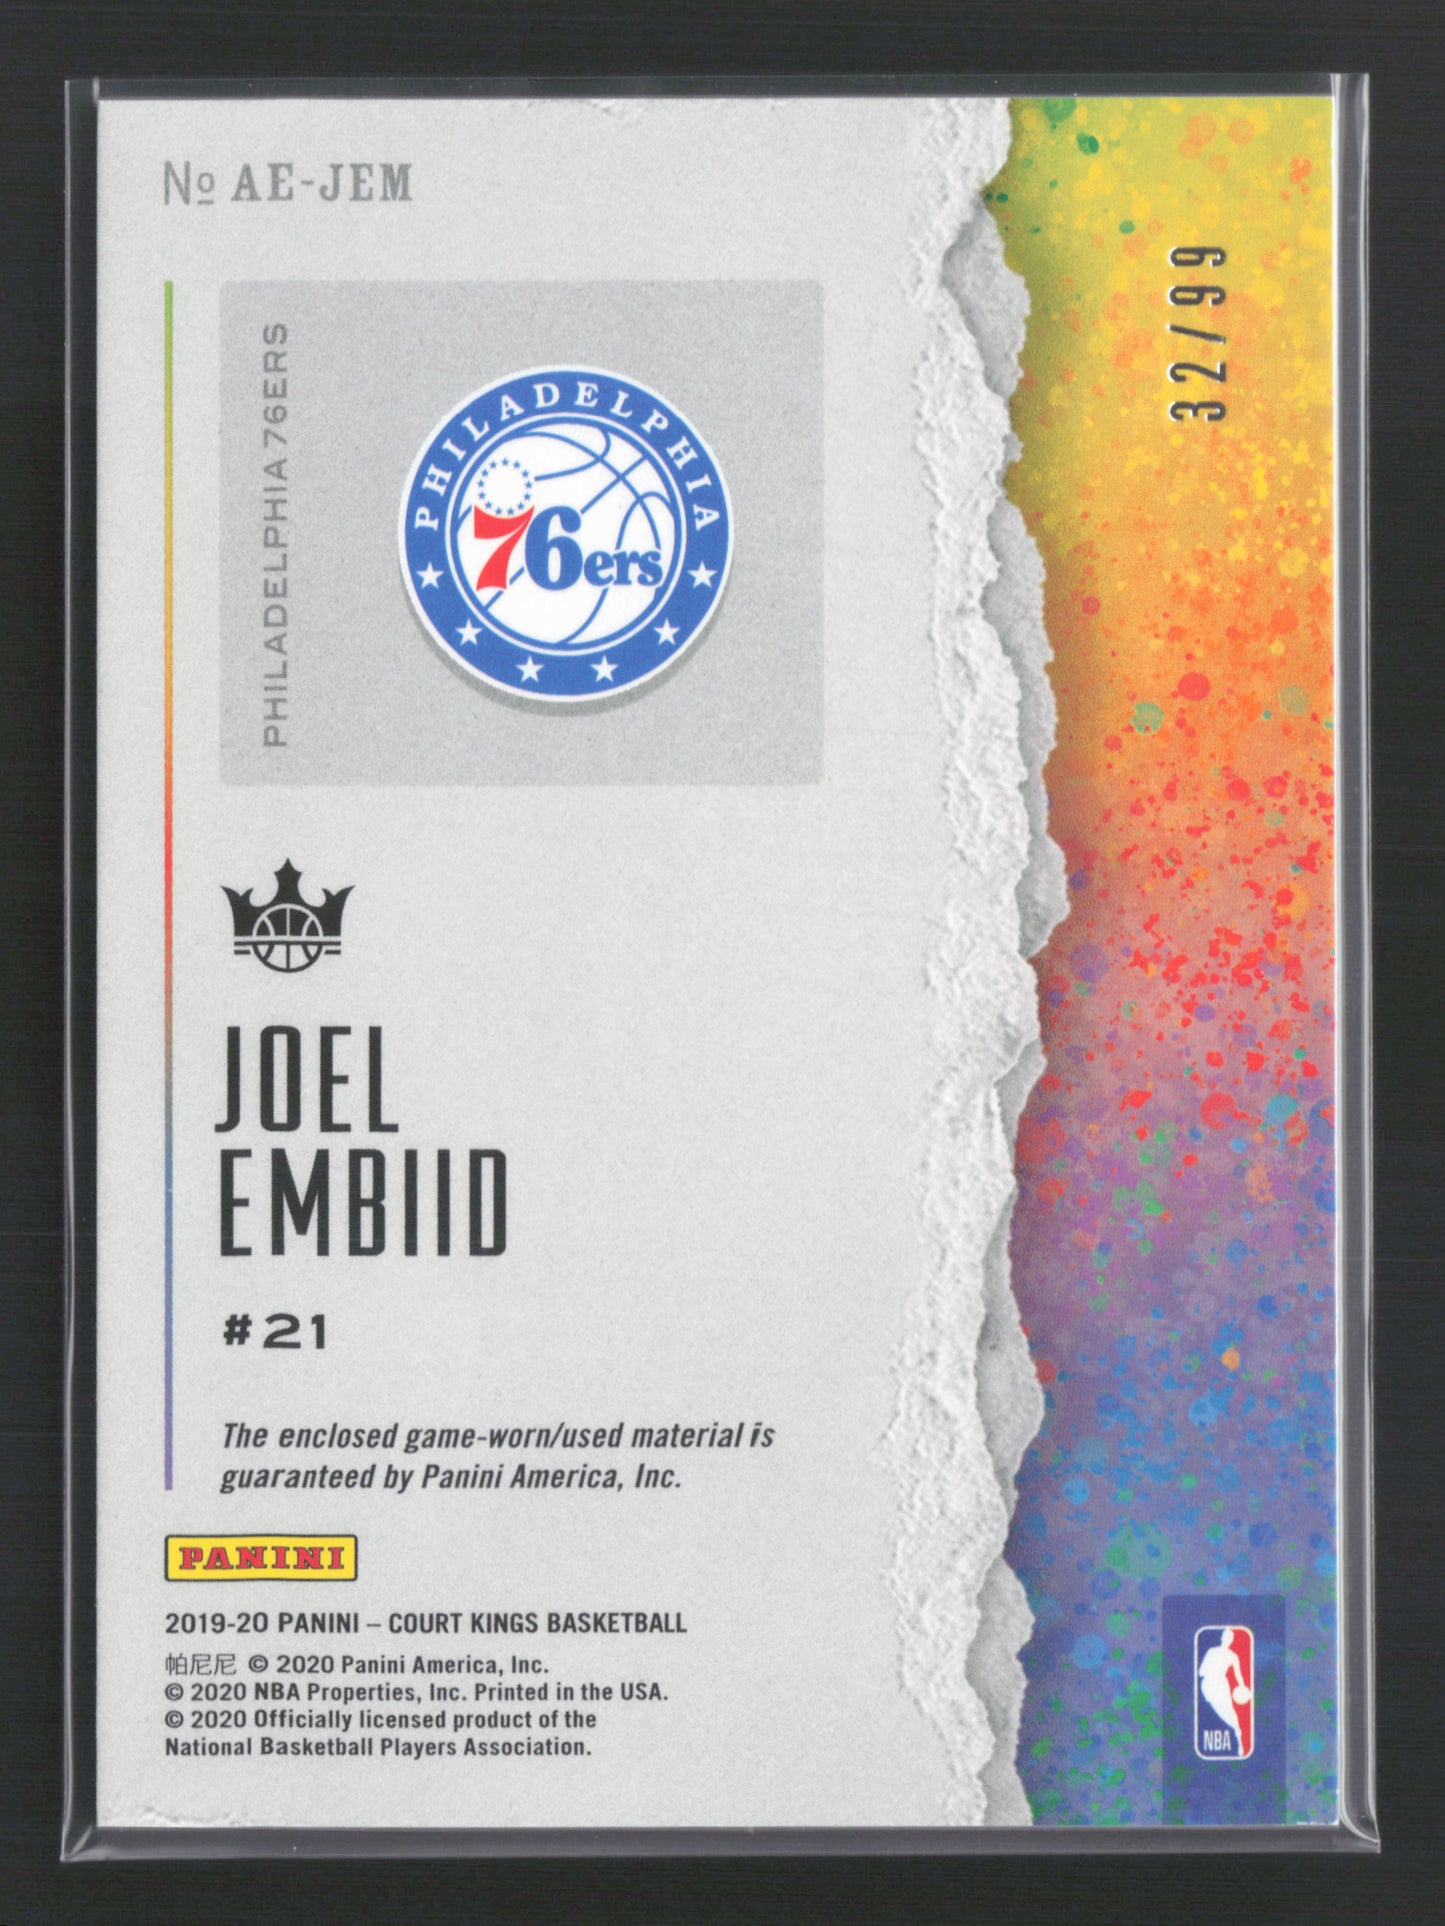 № AE-JEM
32/99
PHILADELPHIA 76ERS
PHILADELPHIA
76ers
JOEL
EMBIID
#21
The enclosed game-worn/used material is
guaranteed by Panini America, Inc.
PANINI
2019-20 PANINI – COURT KINGS BASKETBALL
帕尼尼 © 2020 Panini America, Inc.
© 2020 NBA Properties, Inc. Printed in the USA.
© 2020 Officially licensed product of the
National Basketball Players Association.
NBA